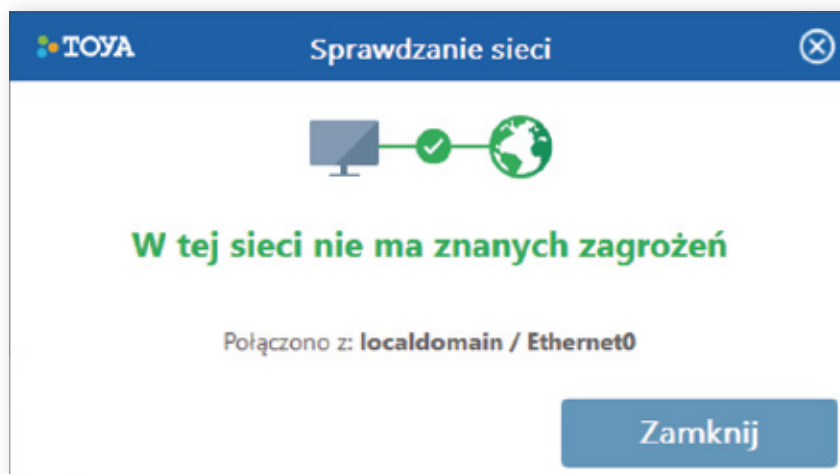 TOYA
Sprawdzanie sieci
W tej sieci nie ma znanych zagrożeń
Połączono z: localdomain / Ethernet0
Zamknij